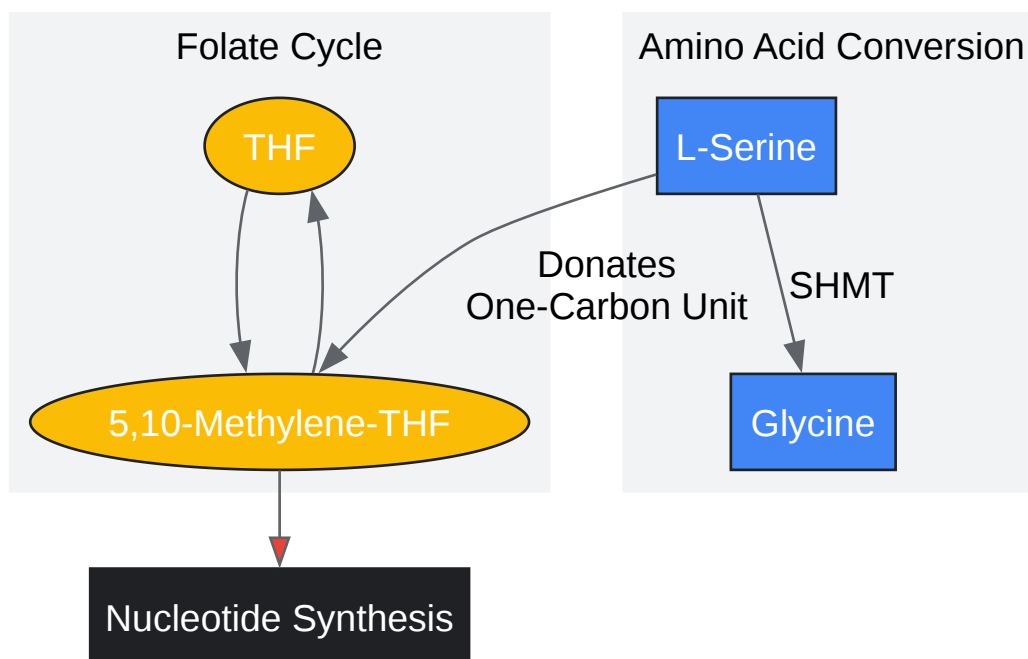 Folate Cycle
Amino Acid Conversion
THF
L-Serine
Donates
One-Carbon Unit
SHMT
5,10-Methylene-THF
Glycine
Nucleotide Synthesis